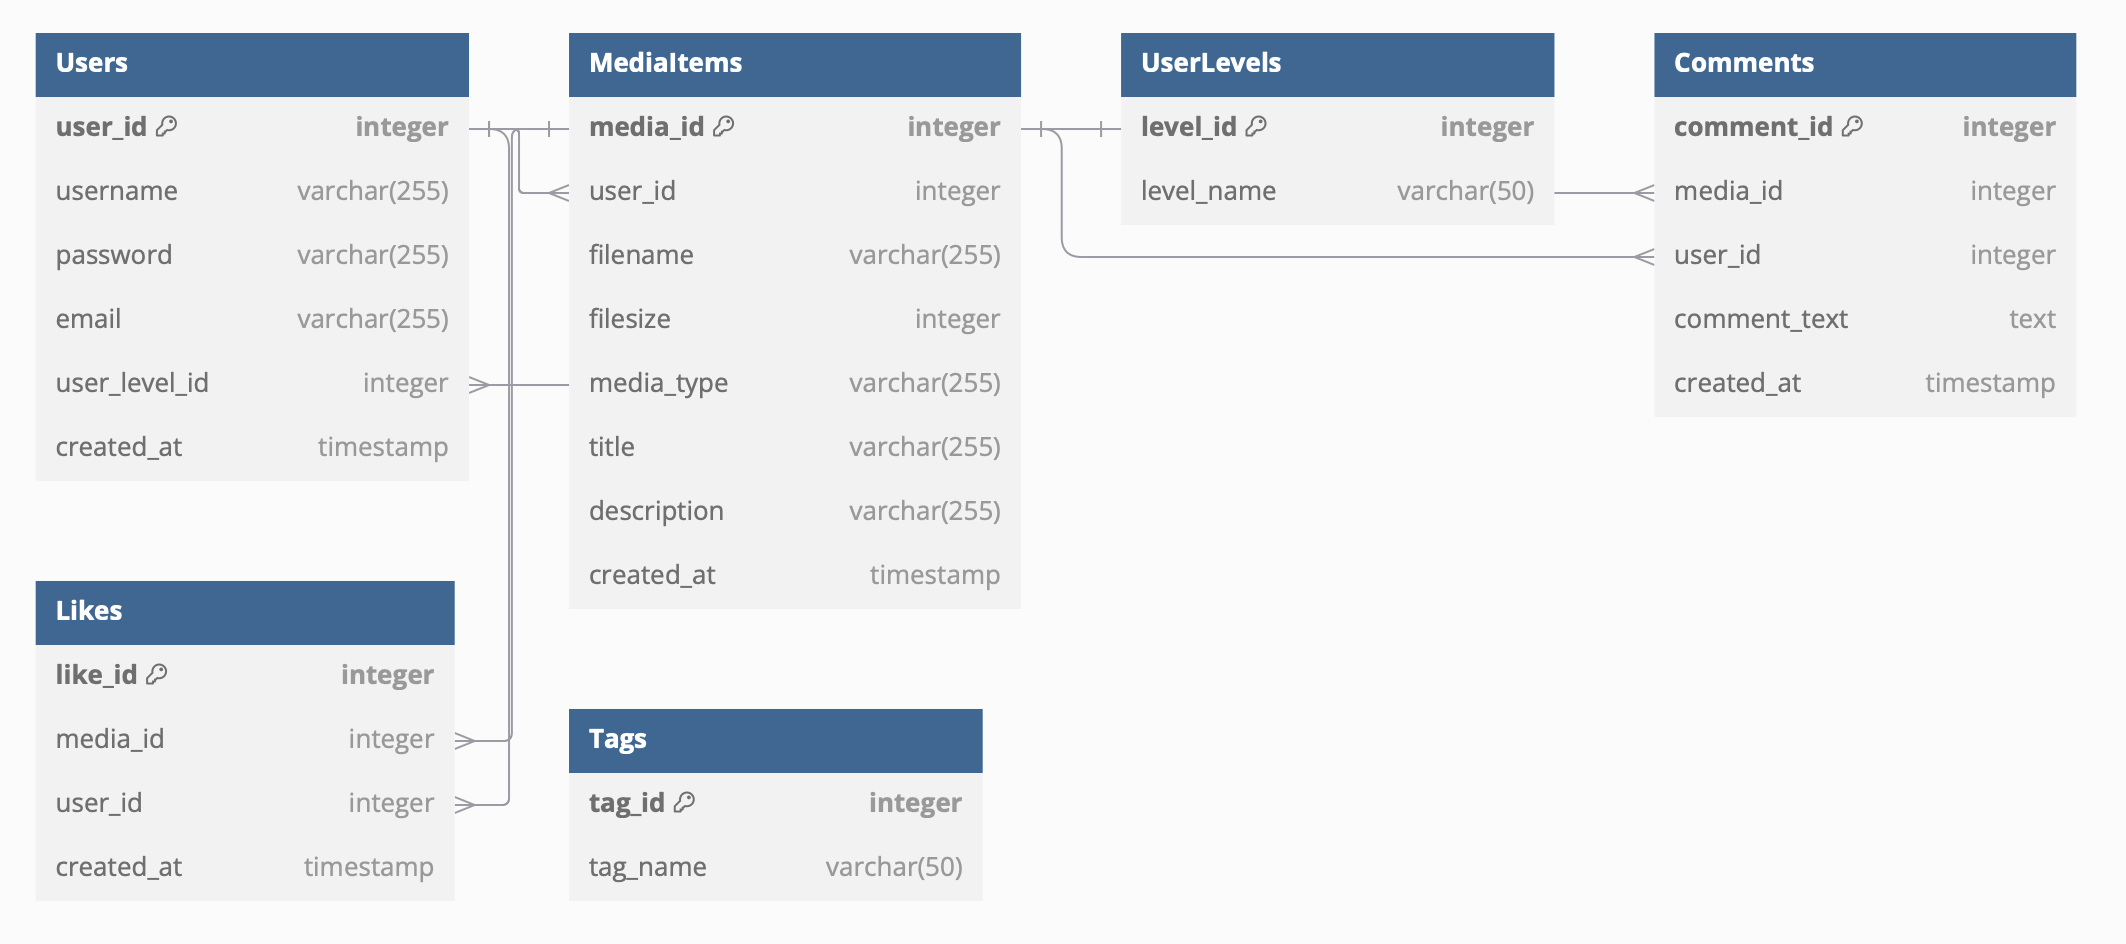 Users
user_id integer
username varchar(255)
password varchar(255)
email varchar(255)
user_level_id integer
created_at timestamp
MediaItems
media_id integer
user_id integer
filename varchar(255)
filesize integer
media_type varchar(255)
title varchar(255)
description varchar(255)
created_at timestamp
UserLevels
level_id integer
level_name varchar(50)
Comments
comment_id integer
media_id integer
user_id integer
comment_text text
created_at timestamp
Likes
like_id integer
media_id integer
user_id integer
created_at timestamp
Tags
tag_id integer
tag_name varchar(50)